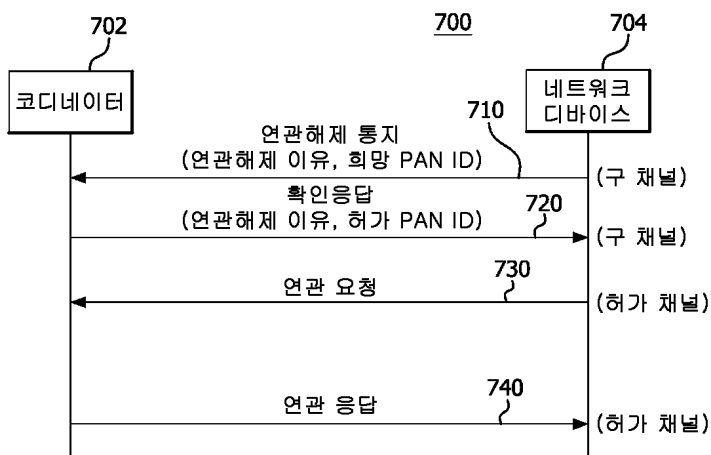 702
700
704
코디네이터
네트워크
디바이스
연관해제 통지
710
(연관해제 이유, 희망 PAN ID)
(구 채널)
확인응답
(연관해제 이유, 허가 PAN ID)
720
(구 채널)
730
연관 요청
(허가 채널)
740
연관 응답
(허가 채널)